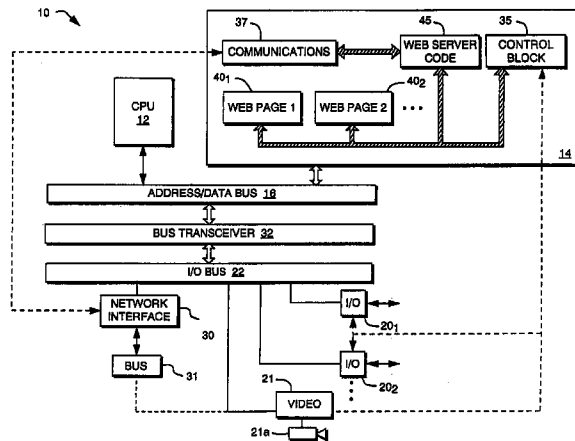 10
37
45
35
COMMUNICATIONS
WEB SERVER
CODE
CONTROL
BLOCK
40₁
40₂
CPU
12
WEB PAGE 1
WEB PAGE 2
...
14
ADDRESS/DATA BUS 16
BUS TRANSCEIVER 32
I/O BUS 22
NETWORK
INTERFACE
30
I/O
20₁
BUS
31
I/O
20₂
21
VIDEO
21a